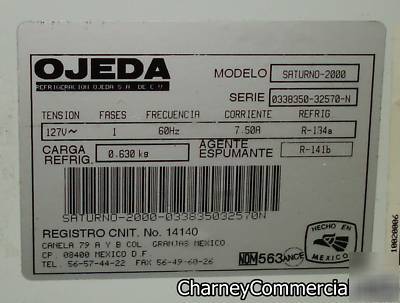 OJEDA
REFRIGERACION OJEDA S.A. DE C.V.
MODELO SATURNO-2000
SERIE 0338350-32570-N
TENSION FASES FRECUENCIA CORRIENTE REFRIG
127V~ 1 60Hz 7.50A R-134a
CARGA REFRIG. 0.630 kg AGENTE ESPUMANTE R-141b
SATURNO-2000-033835032570N
REGISTRO CNIT. No. 14140
CANELA 79 A Y B COL GRANJAS MEXICO
CP. 08400 MEXICO D.F
TEL. 56-57-44-22 FAX 56-49-60-26
NOM 563 ANCE
HECHO EN MEXICO
10020006
CharneyCommercia